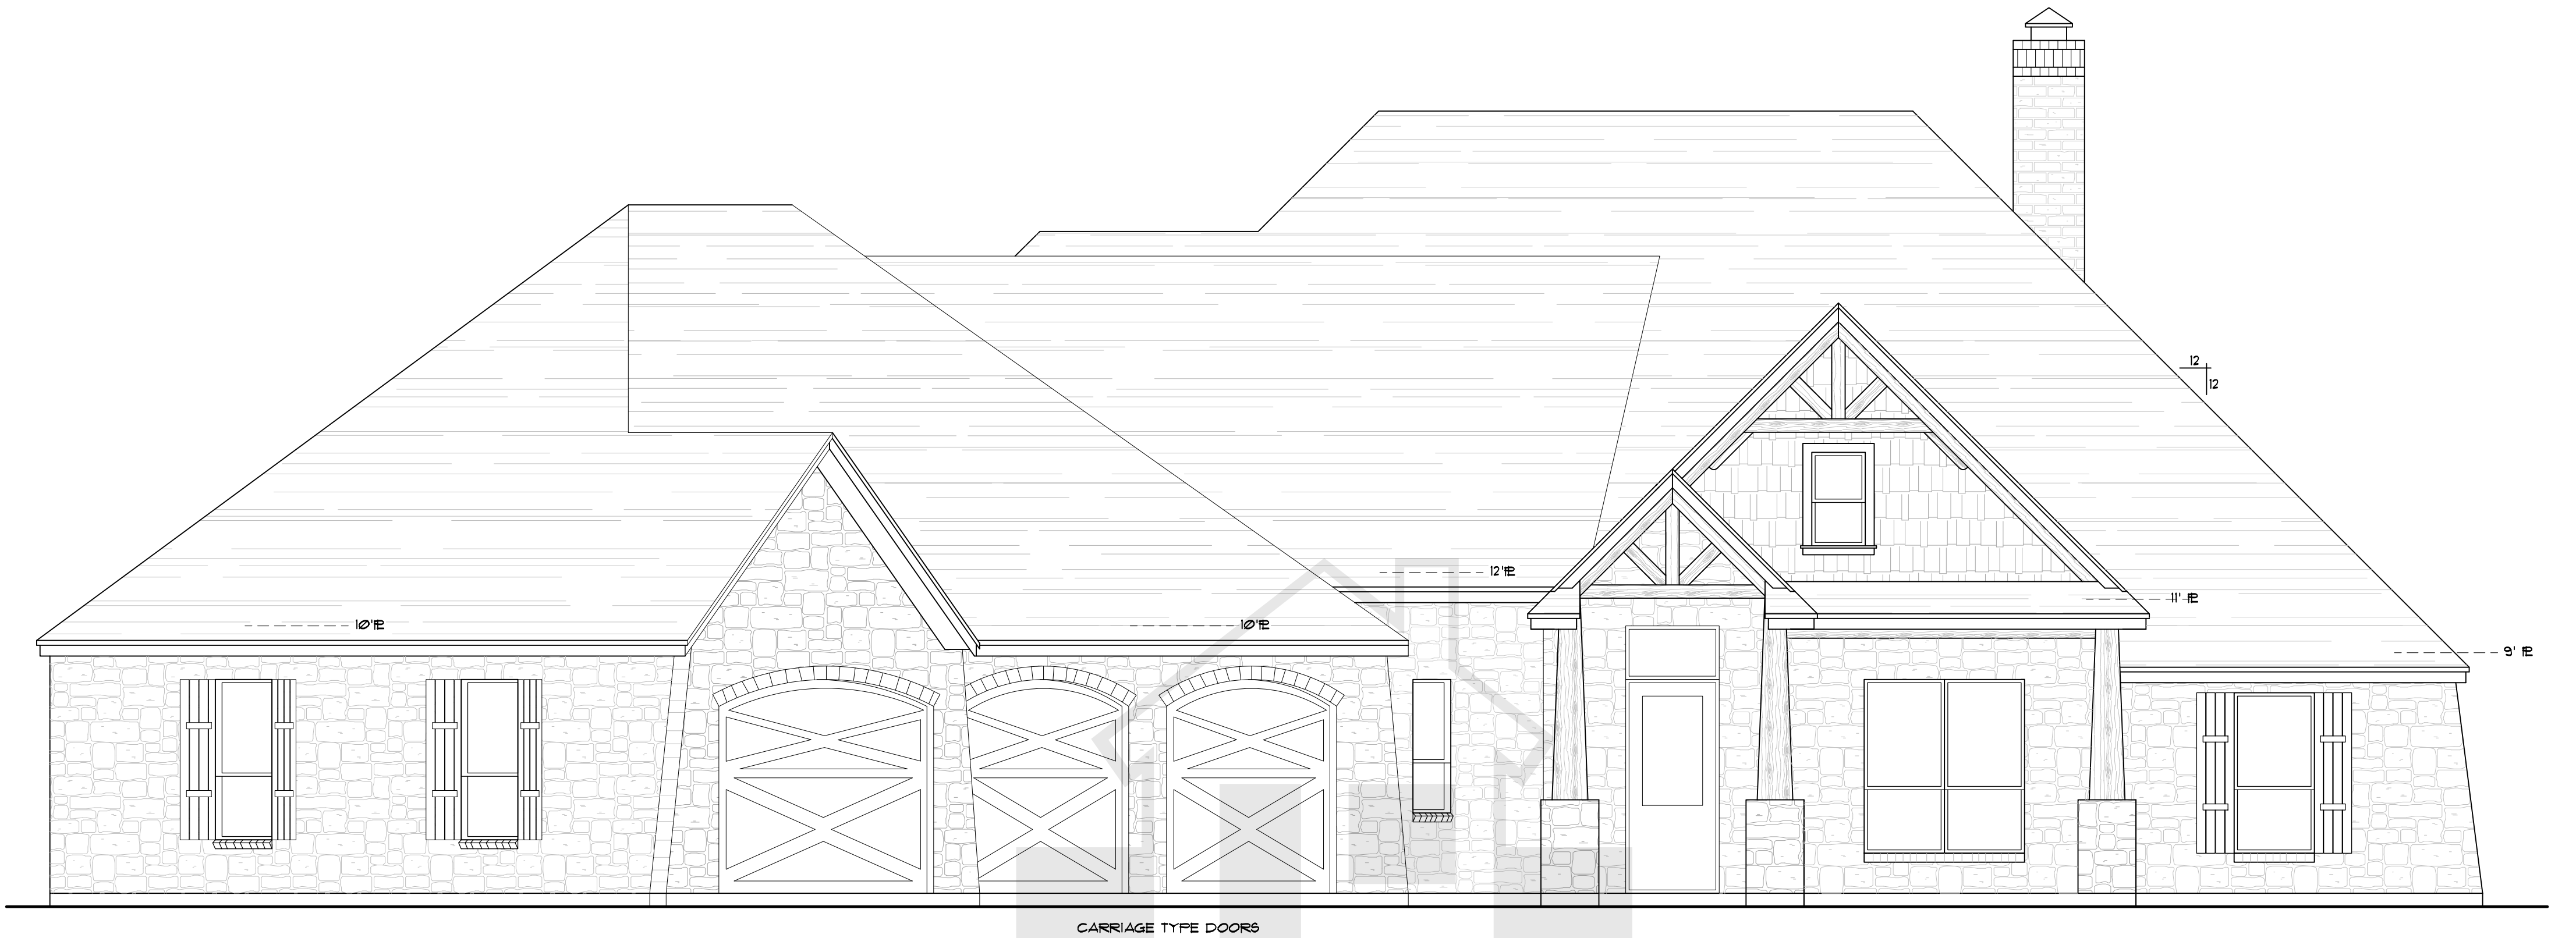 12
12
12' PL
11' PL
10' PL
10' PL
9' PL
CARRIAGE TYPE DOORS